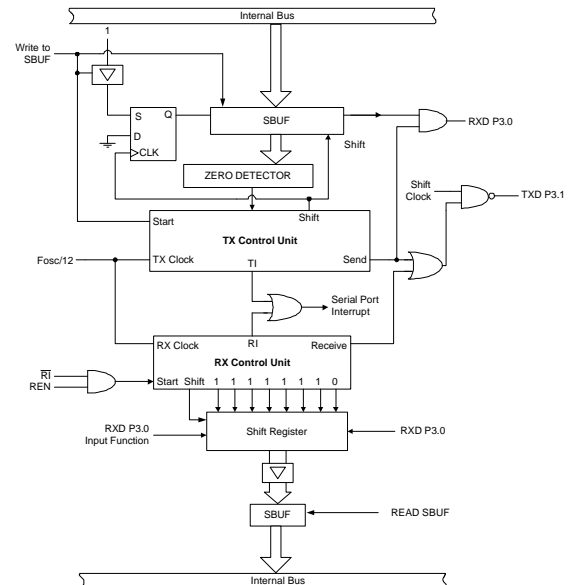 Internal Bus
1
Write to
SBUF
S
Q
D
CLK
SBUF
RXD P3.0
Shift
ZERO DETECTOR
Shift
Clock
TXD P3.1
Start
Shift
TX Control Unit
Fosc/12
TX Clock
TI
Send
Serial Port
Interrupt
RX Clock
RI
Receive
RX Control Unit
RI
REN
Start Shift 1 1 1 1 1 1 1 0
RXD P3.0
Input Function
Shift Register
RXD P3.0
SBUF
READ SBUF
Internal Bus